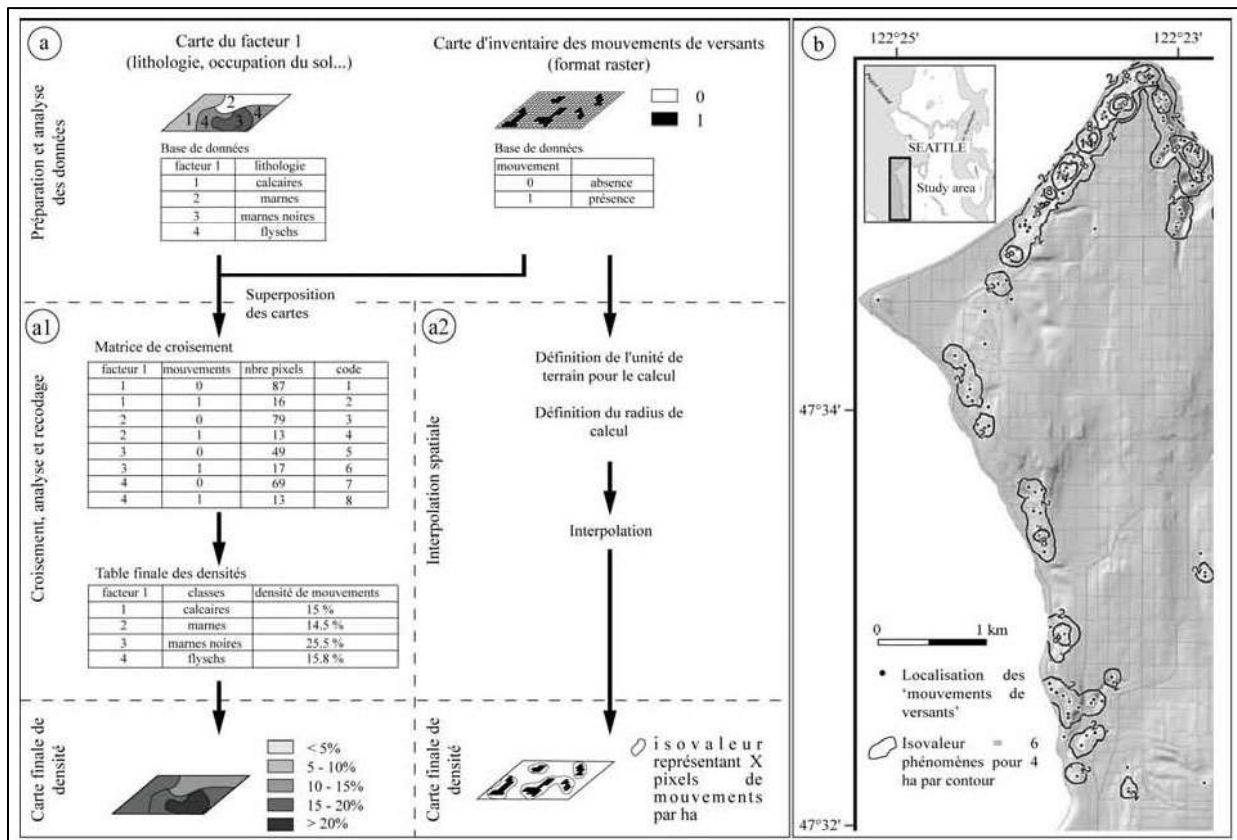 a
Carte du facteur 1
(lithologie, occupation du sol...)
Carte d'inventaire des mouvements de versants
(format raster)
Préparation et analyse
des données
1
2
4
3
4
0
1
Base de données
facteur 1 lithologie
1 calcaires
2 marnes
3 marnes noires
4 flyschs
Base de données
mouvement
0 absence
1 présence
Superposition
des cartes
a1
Croisement, analyse et recodage
Matrice de croisement
facteur 1 mouvements nbre pixels code
1 0 87 1
1 1 16 2
2 0 79 3
2 1 13 4
3 0 49 5
3 1 17 6
4 0 69 7
4 1 13 8
Table finale des densités
facteur 1 classes densité de mouvements
1 calcaires 15 %
2 marnes 14.5 %
3 marnes noires 25.5 %
4 flyschs 15.8 %
a2
Interpolation spatiale
Définition de l'unité de
terrain pour le calcul
Définition du radius de
calcul
Interpolation
Carte finale de
densité
< 5%
5 - 10%
10 - 15%
15 - 20%
> 20%
Carte finale de
densité
isovaleur
représentant X
pixels de
mouvements
par ha
b
122°25'
122°23'
SEATTLE
Study area
47°34'
47°32'
0 1 km
Localisation des
‘mouvements de
versants’
Isovaleur = 6
phénomènes pour 4
ha par contour